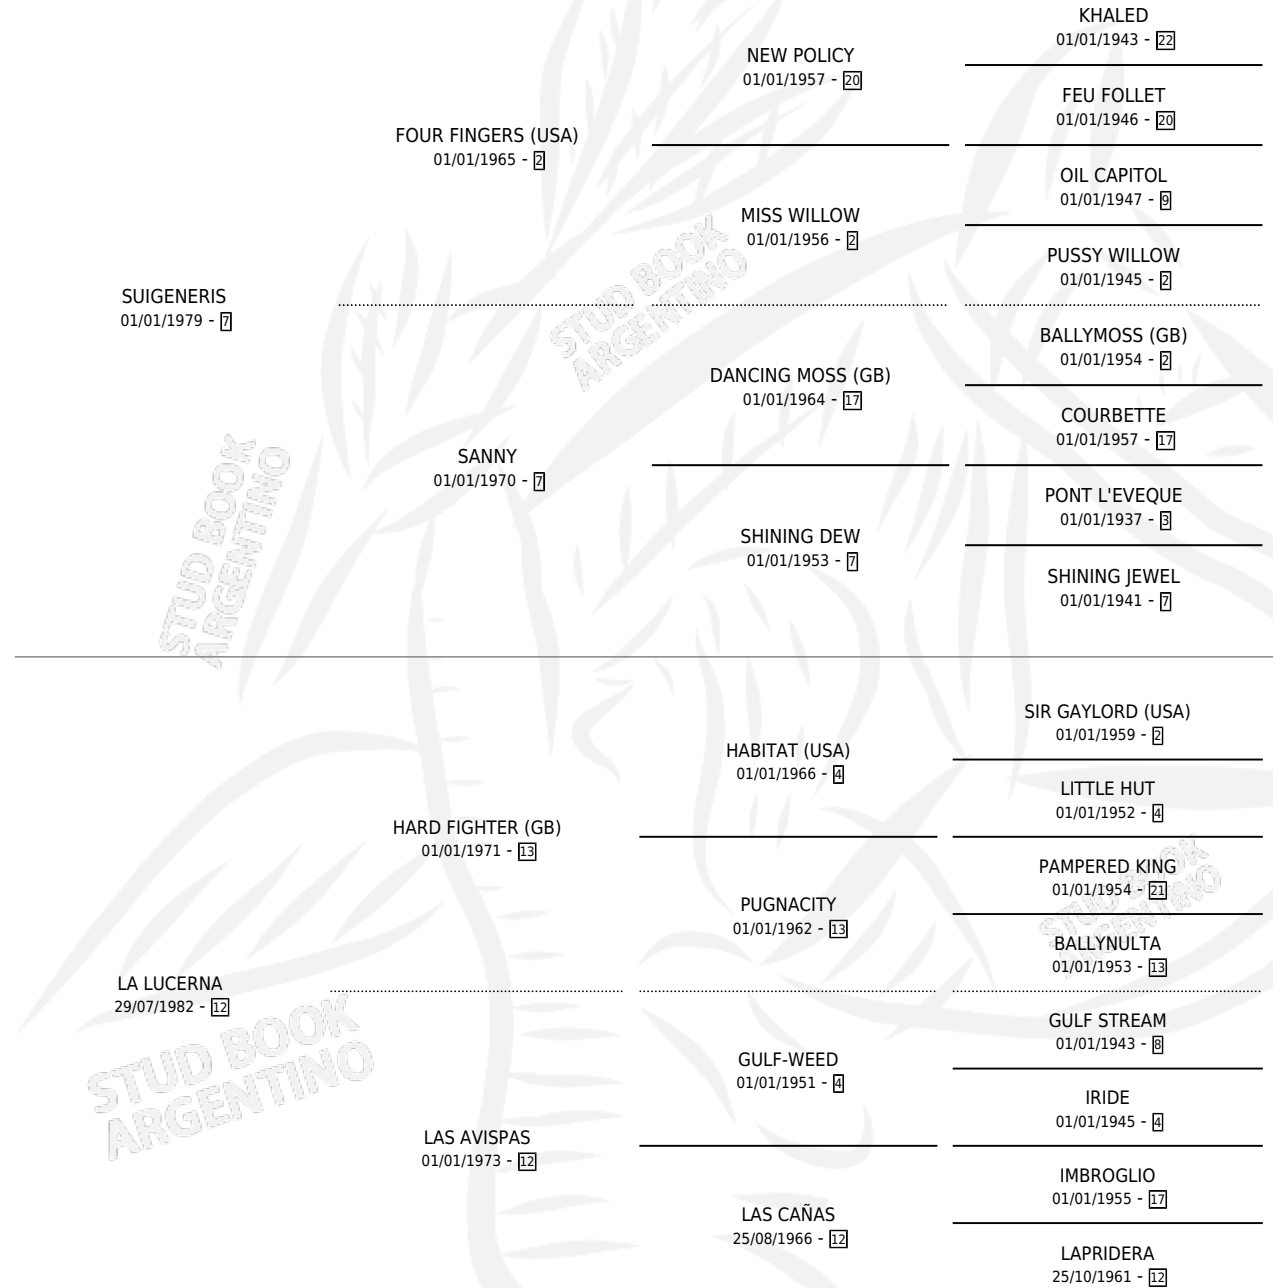 KHALED
01/01/1943 - 22
NEW POLICY
01/01/1957 - 20
FEU FOLLET
01/01/1946 - 20
FOUR FINGERS (USA)
01/01/1965 - 2
OIL CAPITOL
01/01/1947 - 9
MISS WILLOW
01/01/1956 - 2
PUSSY WILLOW
01/01/1945 - 2
SUIGENERIS
01/01/1979 - 7
STUD BOOK
ARGENTINO
BALLYMOSS (GB)
01/01/1954 - 2
DANCING MOSS (GB)
01/01/1964 - 17
COURBETTE
01/01/1957 - 17
SANNY
01/01/1970 - 7
PONT L'EVEQUE
01/01/1937 - 3
SHINING DEW
01/01/1953 - 7
SHINING JEWEL
01/01/1941 - 7
STUD BOOK
ARGENTINO
SIR GAYLORD (USA)
01/01/1959 - 2
HABITAT (USA)
01/01/1966 - 4
LITTLE HUT
01/01/1952 - 4
HARD FIGHTER (GB)
01/01/1971 - 13
PAMPERED KING
01/01/1954 - 21
PUGNACITY
01/01/1962 - 13
BALLYNULTA
01/01/1953 - 13
STUD BOOK
ARGENTINO
LA LUCERNA
29/07/1982 - 12
GULF STREAM
01/01/1943 - 8
GULF-WEED
01/01/1951 - 4
IRIDE
01/01/1945 - 4
STUD BOOK
ARGENTINO
LAS AVISPAS
01/01/1973 - 12
IMBROGLIO
01/01/1955 - 17
LAS CAÑAS
25/08/1966 - 12
LAPRIDERA
25/10/1961 - 12